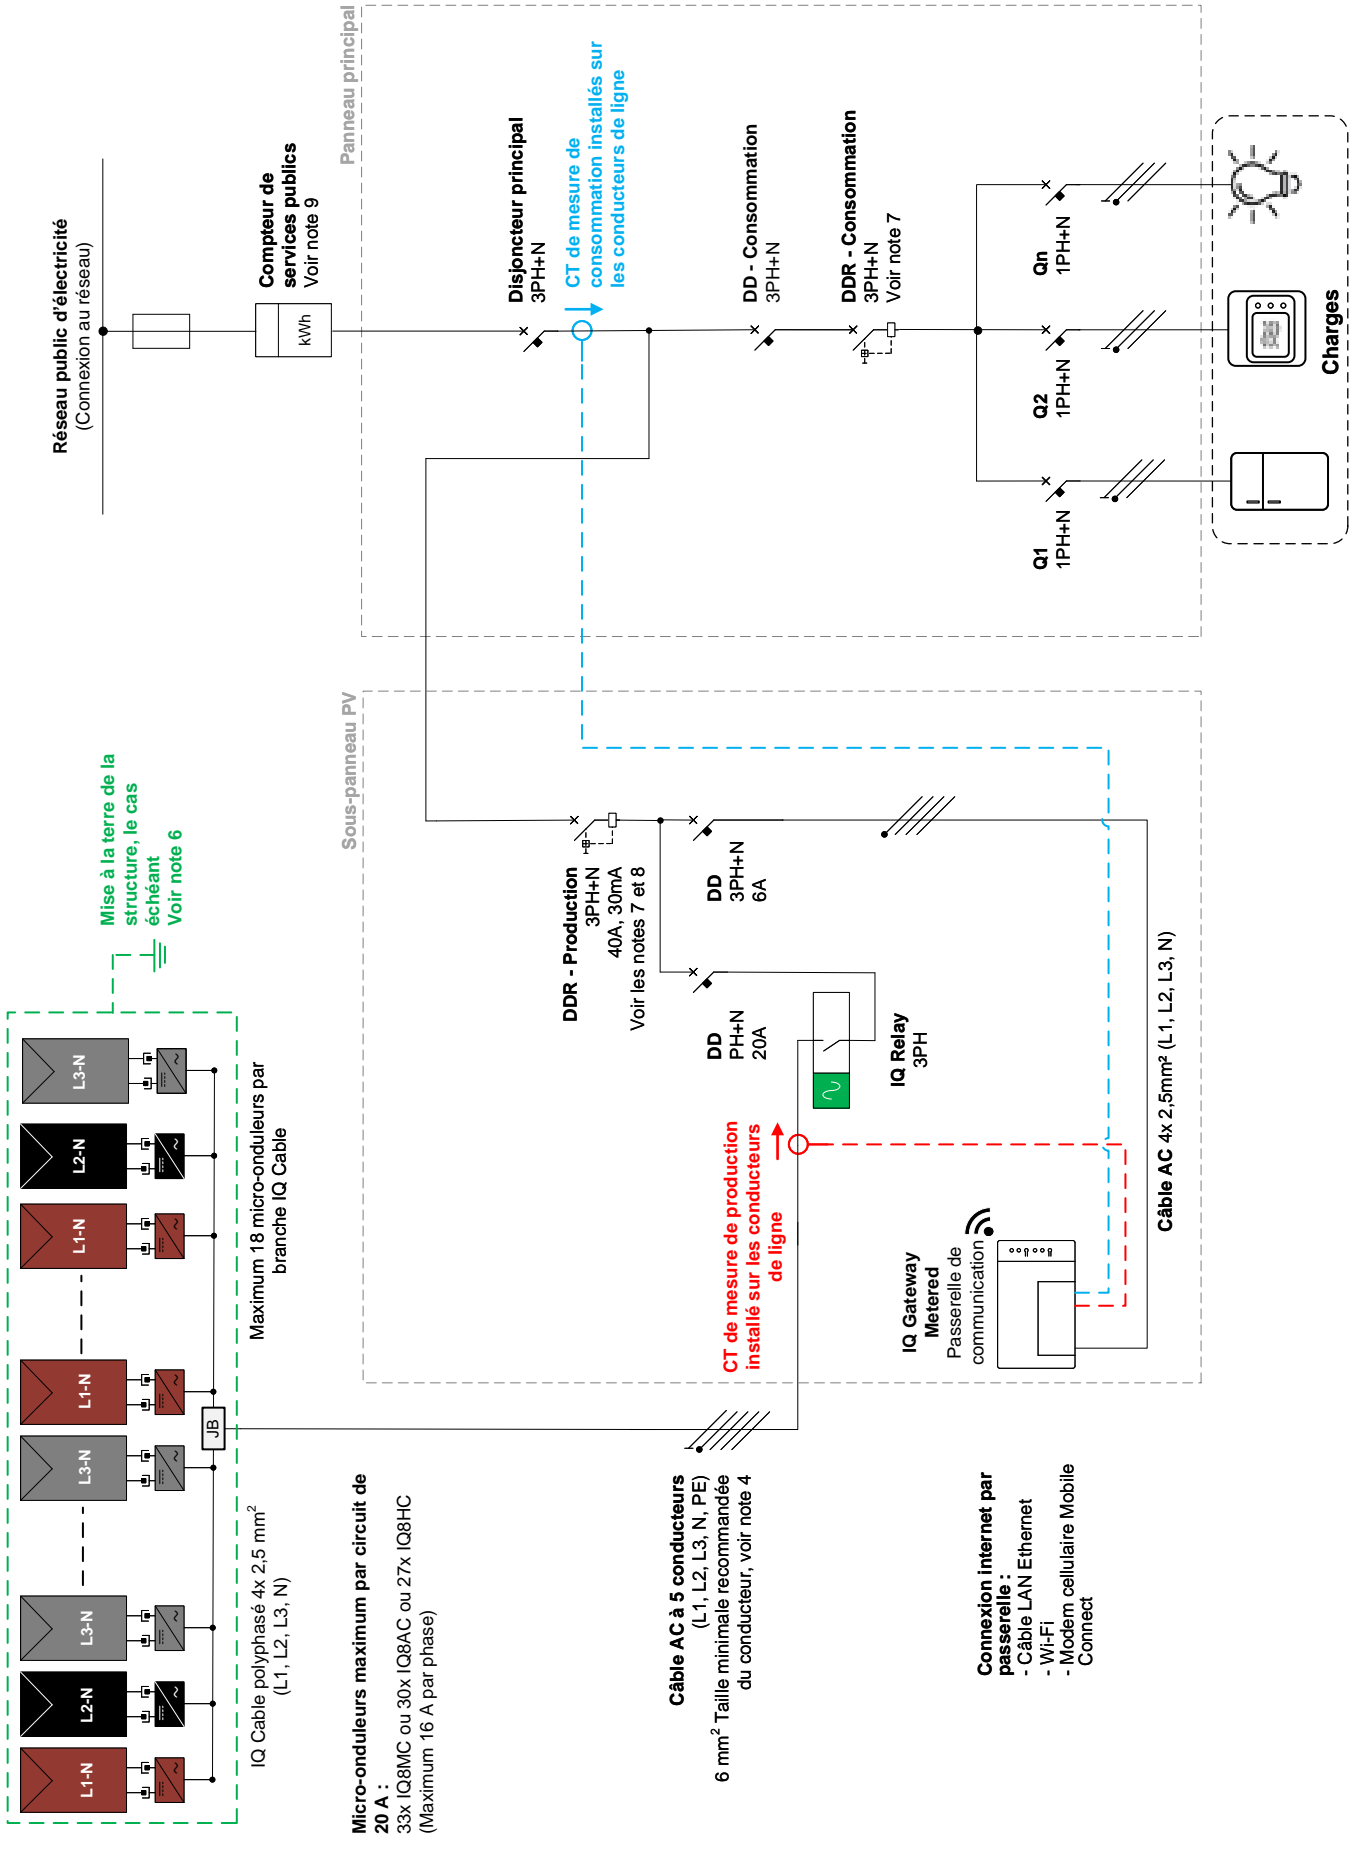 L1-N
L2-N
L3-N
L3-N
L1-N
L1-N
L2-N
L3-N
JB
Mise à la terre de la
structure, le cas
échéant
Voir note 6
IQ Cable polyphasé 4x 2,5 mm²
(L1, L2, L3, N)
Maximum 18 micro-onduleurs par
branche IQ Cable
Réseau public d'électricité
(Connexion au réseau)
kWh
Compteur de
services publics
Voir note 9
Micro-onduleurs maximum par circuit de
20 A :
33x IQ8MC ou 30x IQ8AC ou 27x IQ8HC
(Maximum 16 A par phase)
Sous-panneau PV
Panneau principal
Disjoncteur principal
3PH+N
CT de mesure de
consommation installés sur
les conducteurs de ligne
DDR - Production
3PH+N
40A, 30mA
Voir les notes 7 et 8
DD
PH+N
20A
DD
3PH+N
6A
DD - Consommation
3PH+N
DDR - Consommation
3PH+N
Voir note 7
Câble AC à 5 conducteurs
(L1, L2, L3, N, PE)
6 mm² Taille minimale recommandée
du conducteur, voir note 4
CT de mesure de production
installé sur les conducteurs
de ligne
IQ Relay
3PH
IQ Gateway
Metered
Passerelle de
communication
Câble AC 4x 2,5mm² (L1, L2, L3, N)
Connexion internet par
passerelle :
- Câble LAN Ethernet
- Wi-Fi
- Modem cellulaire Mobile
Connect
Q1
1PH+N
Q2
1PH+N
Qn
1PH+N
Charges